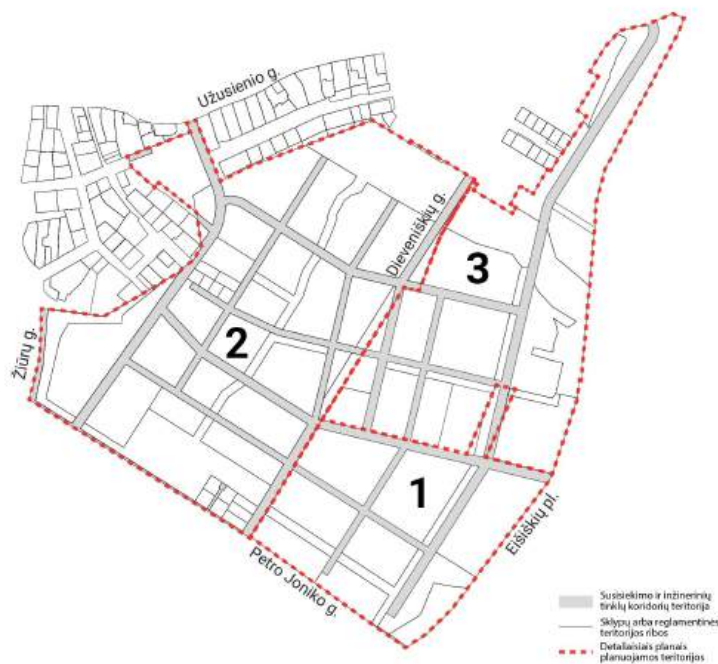 Užusienio g.
Dieveniškių g.
3
2
Žiūrų g.
1
Eišiškių pl.
Petro Joniko g.
Susisiekimo ir inžinerinių
tinklų koridorių teritorija
Sklypų arba reglamentinės
teritorijos ribos
Detaliaisiais planais
planuojamos teritorijos